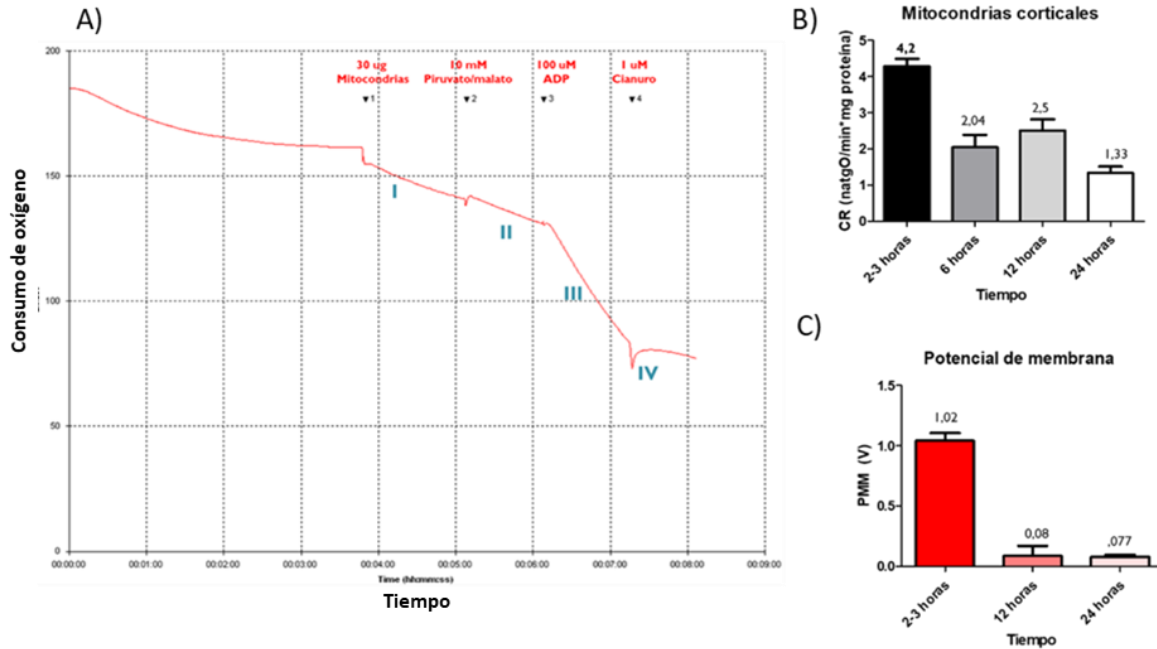 A)
200
150
100
50
0
30 ug
Mitocondrias
1
10 mM
Piruvato/malato
2
100 uM
ADP
3
1 uM
Cianuro
4
I
II
III
IV
Consumo de oxígeno
00:00:00 00:01:00 00:02:00 00:03:00 00:04:00 00:05:00 00:06:00 00:07:00 00:08:00 00:09:00
Time (hh:mm:ss)
Tiempo
B)
Mitocondrias corticales
CR (natgO/min*mg proteina)
5
4
3
2
1
0
4,2
2,04
2,5
1,33
2-3 horas
6 horas
12 horas
24 horas
Tiempo
C)
Potencial de membrana
PMM (V)
1.5
1.0
0.5
0.0
1,02
0,08
,077
2-3 horas
12 horas
24 horas
Tiempo